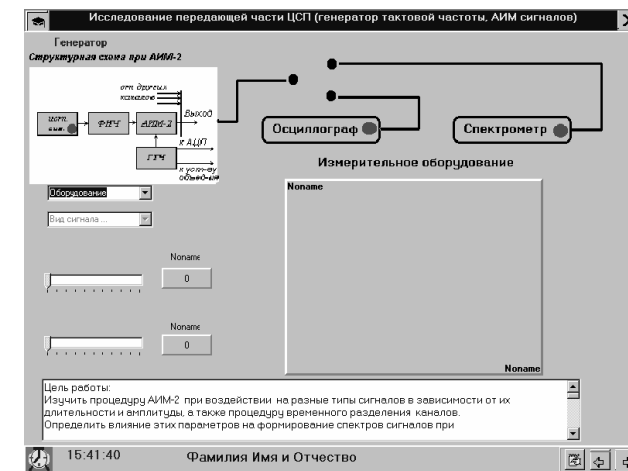 Исследование передающей части ЦСП (генератор тактовой частоты, АИМ сигналов)
Генератор
Структурная схема при АИМ-2
от других
каналов
Выход
ФНЧ
АИМ-2
к АЦП
ГТЧ
Осциллограф
Спектрометр
Измерительное оборудование
Оборудование
Вид сигнала ...
Noname
Noname
0
Noname
0
Noname
Цель работы:
Изучить процедуру АИМ-2 при воздействии на разные типы сигналов в зависимости от их
длительности и амплитуды, а также процедуру временного разделения каналов.
Определить влияние этих параметров на формирование спектров сигналов при
15:41:40
Фамилия Имя и Отчество